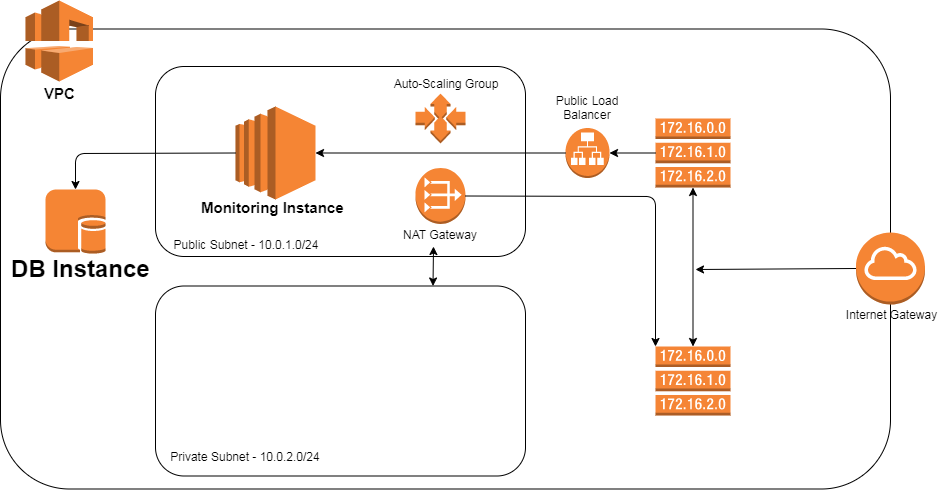 VPC
Auto-Scaling Group
Public Load
Balancer
172.16.0.0
172.16.1.0
172.16.2.0
Monitoring Instance
NAT Gateway
Public Subnet - 10.0.1.0/24
DB Instance
Internet Gateway
172.16.0.0
172.16.1.0
172.16.2.0
Private Subnet - 10.0.2.0/24